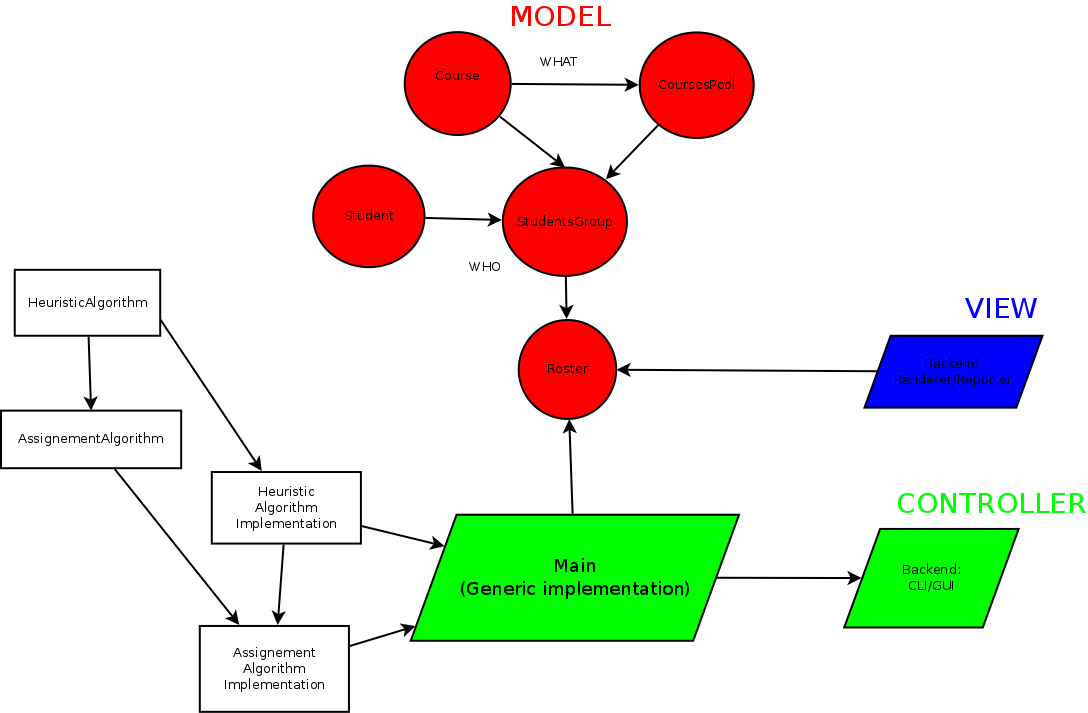 MODEL
Course
WHAT
CoursesPool
Student
StudentsGroup
WHO
HeuristicAlgorithm
VIEW
Backend:
Renderer/Reporter
Roster
AssignementAlgorithm
Heuristic
Algorithm
Implementation
CONTROLLER
Main
(Generic implementation)
Backend:
CLI/GUI
Assignement
Algorithm
Implementation